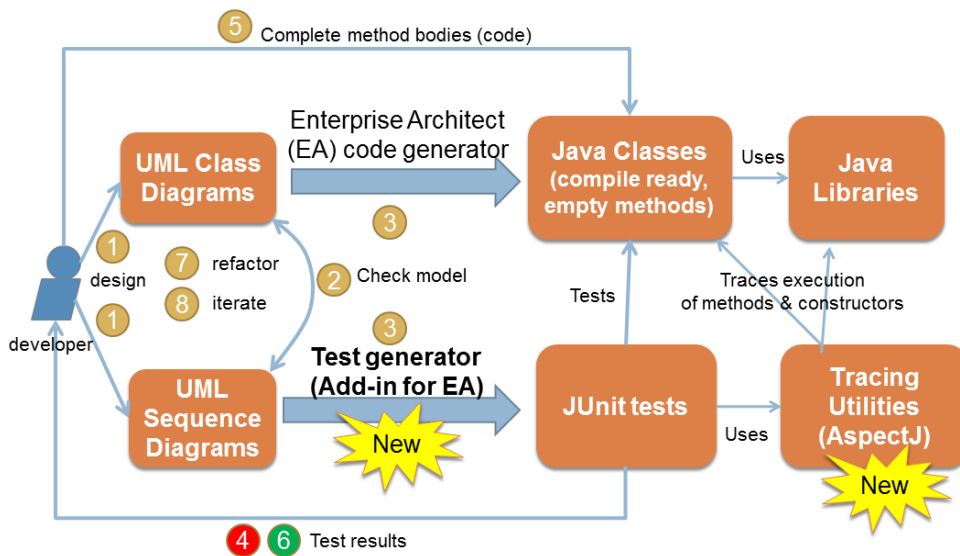 5 Complete method bodies (code)
Enterprise Architect
(EA) code generator
UML Class
Diagrams
Java Classes
(compile ready,
empty methods)
Uses
Java
Libraries
3
1
design
7 refactor
2 Check model
8 iterate
1
developer
Tests
Traces execution
of methods & constructors
3
Test generator
(Add-in for EA)
UML
Sequence
Diagrams
New
JUnit tests
Uses
Tracing
Utilities
(AspectJ)
New
4 6 Test results